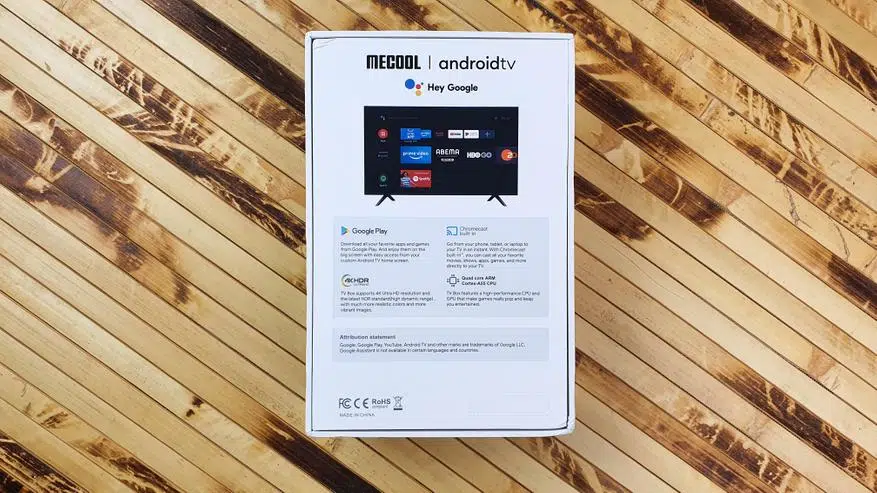 MECOOL | androidtv
Hey Google
prime video
ABEMA
HBO GO
Spotify
Google Play
Download all your favorite apps and games
from Google Play. And enjoy them on the
big screen with easy access from your
custom Android TV home screen.
Chromecast
built-in
Go from your phone, tablet, or laptop to
your TV in an instant. With Chromecast
built-in™, you can cast all your favorite
movies, shows, apps, games, and more
directly to your TV.
4K HDR
TV Box supports 4K Ultra HD resolution and
the latest HDR standard(high dynamic range)...
with much more realistic colors and more
vibrant images.
Quad core ARM
Cortex-A55 CPU
TV Box features a high-performance CPU and
GPU that make games really pop and keep
you entertained.
Attribution statement
Google, Google Play, YouTube, Android TV and other marks are trademarks of Google LLC.
Google Assistant is not available in certain languages and countries.
FC CE RoHS
compliant
MADE IN CHINA